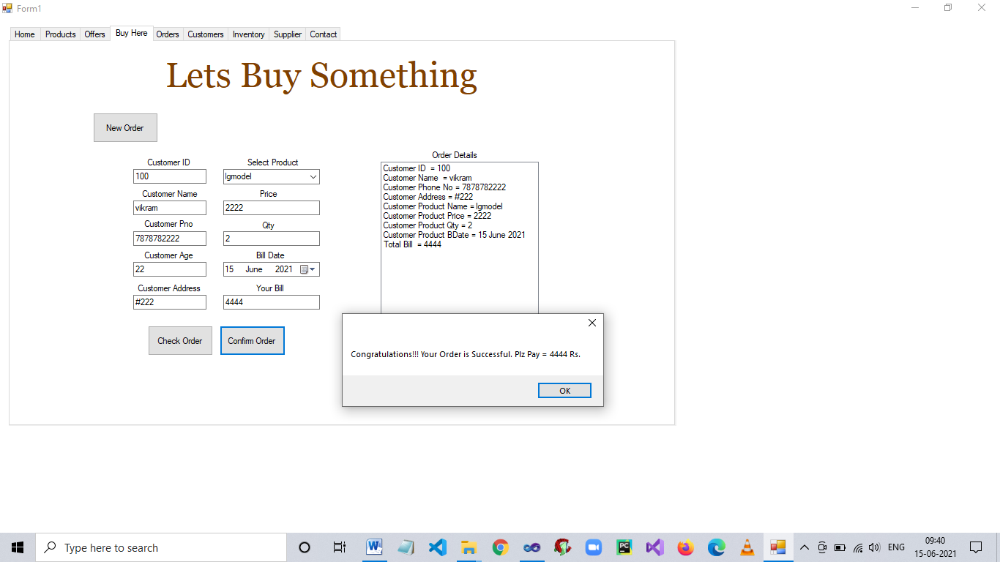 Form1
Home Products Offers Buy Here Orders Customers Inventory Supplier Contact
Lets Buy Something
New Order
Customer ID
100
Customer Name
vikram
Customer Pno
7878782222
Customer Age
22
Customer Address
#222
Select Product
lgmodel
Price
2222
Qty
2
Bill Date
15 June 2021
Your Bill
4444
Check Order
Confirm Order
Order Details
Customer ID = 100
Customer Name = vikram
Customer Phone No = 7878782222
Customer Address = #222
Customer Product Name = lgmodel
Customer Product Price = 2222
Customer Product Qty = 2
Customer Product BDate = 15 June 2021
Total Bill = 4444
Congratulations!!! Your Order is Successful. Plz Pay = 4444 Rs.
OK
Type here to search
W
PC
ENG
09:40
15-06-2021